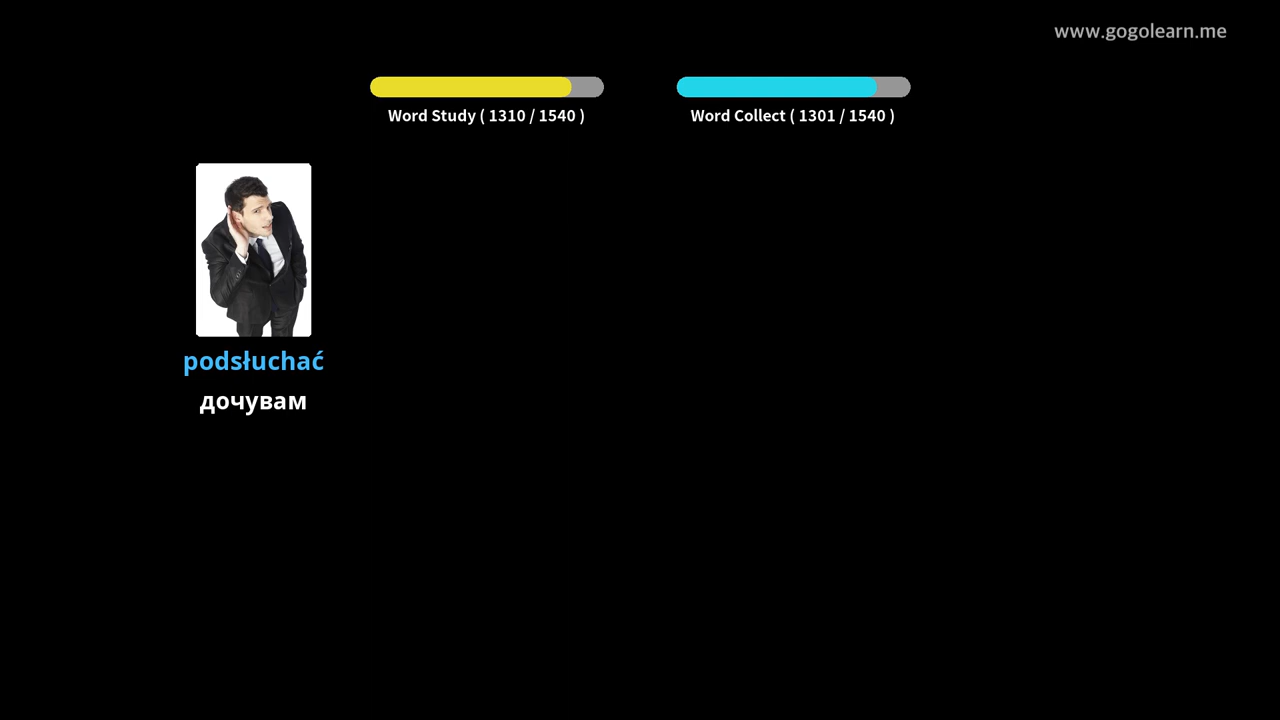 www.gogolearn.me
Word Study ( 1310 / 1540 )
Word Collect ( 1301 / 1540 )
podsłuchać
дочувам